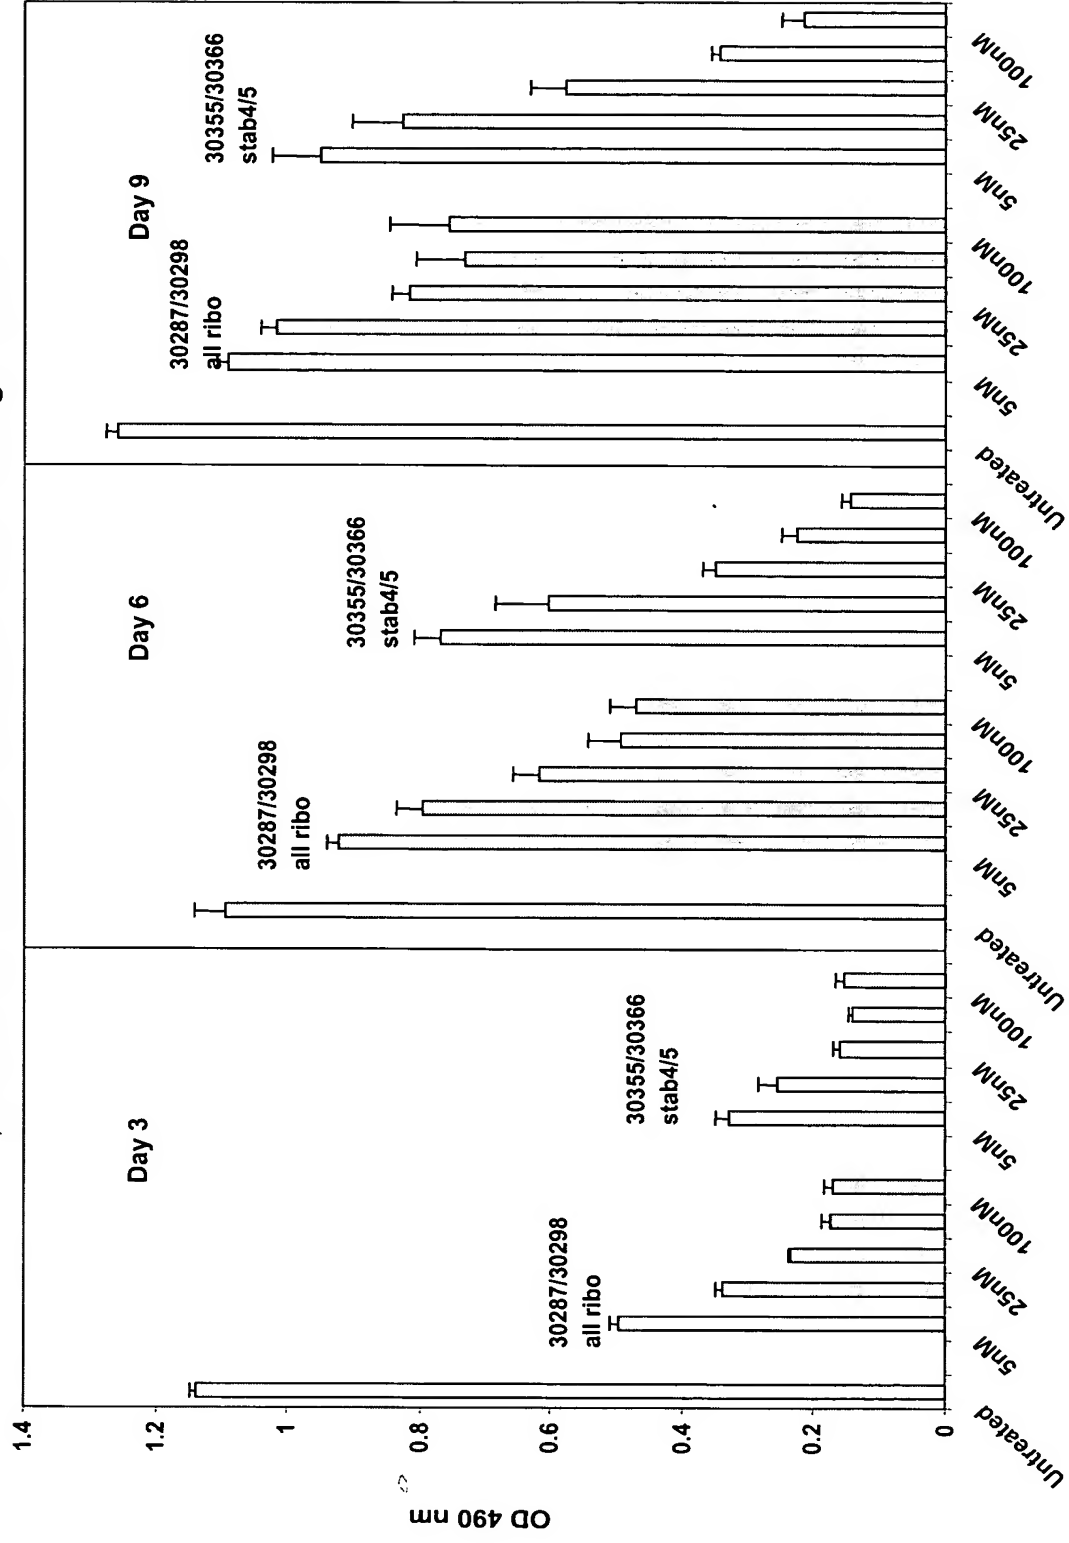 Day 3
Day 6
Day 9
30287/30298
all ribo
30355/30366
stab4/5
30287/30298
all ribo
30355/30366
stab4/5
30287/30298
all ribo
30355/30366
stab4/5
OD 490 nm
1.4
1.2
1
0.8
0.6
0.4
0.2
0
Untreated
5nM
25nM
100nM
5nM
25nM
100nM
Untreated
5nM
25nM
100nM
5nM
25nM
100nM
Untreated
5nM
25nM
100nM
5nM
25nM
100nM